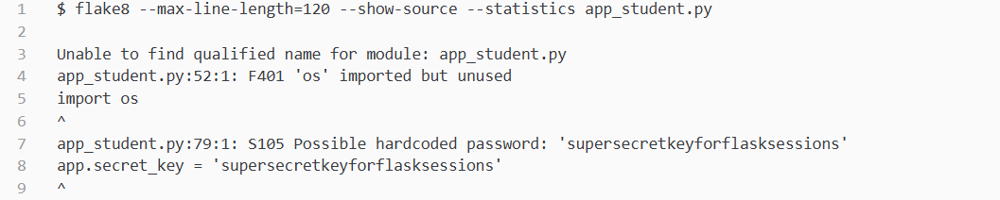 1 $ flake8 --max-line-length=120 --show-source --statistics app_student.py
2
3 Unable to find qualified name for module: app_student.py
4 app_student.py:52:1: F401 'os' imported but unused
5 import os
6 ^
7 app_student.py:79:1: S105 Possible hardcoded password: 'supersecretkeyforflasksessions'
8 app.secret_key = 'supersecretkeyforflasksessions'
9 ^